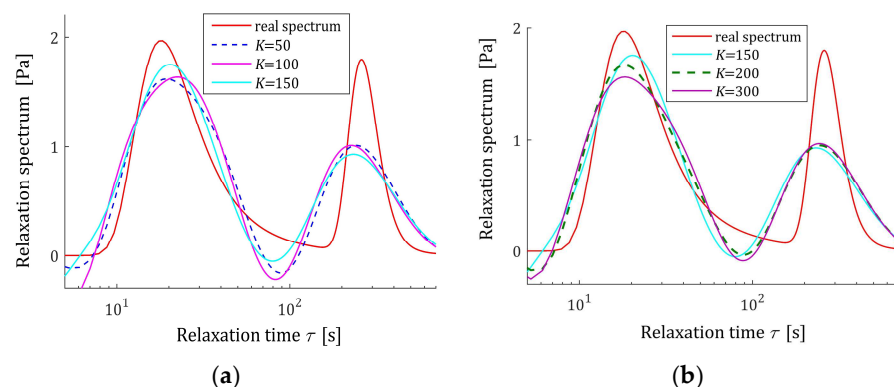 real spectrum
K=50
K=100
K=150
2
1
0
Relaxation spectrum [Pa]
10^1
10^2
Relaxation time τ [s]
(a)
real spectrum
K=150
K=200
K=300
2
1
0
Relaxation spectrum [Pa]
10^1
10^2
Relaxation time τ [s]
(b)